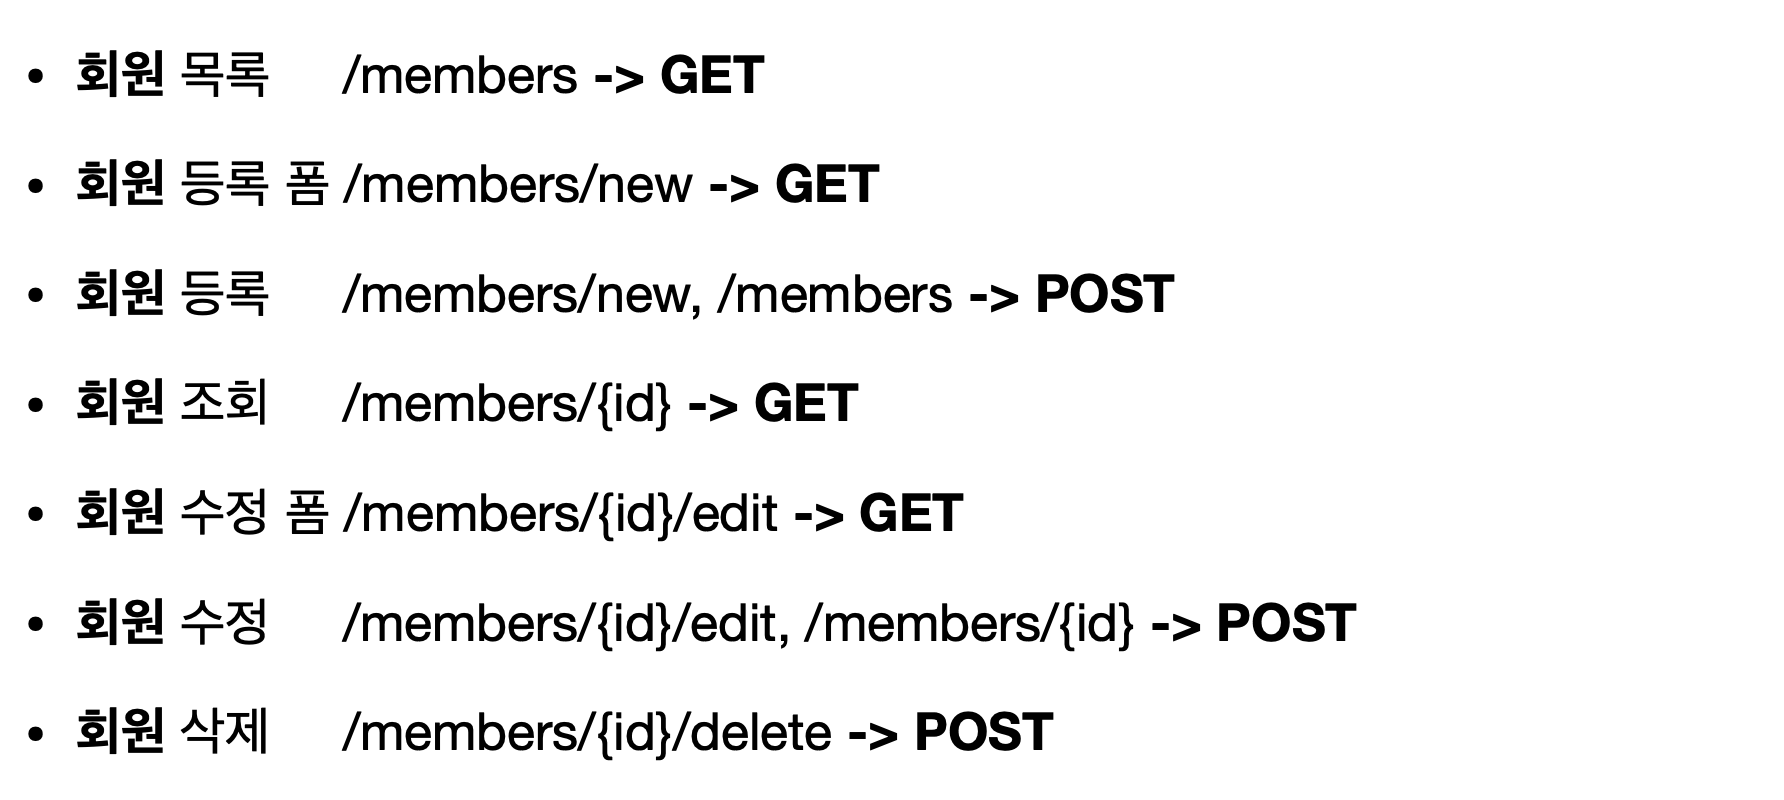 • 회원 목록 /members -> GET
• 회원 등록 폼 /members/new -> GET
• 회원 등록 /members/new, /members -> POST
• 회원 조회 /members/{id} -> GET
• 회원 수정 폼 /members/{id}/edit -> GET
• 회원 수정 /members/{id}/edit, /members/{id} -> POST
• 회원 삭제 /members/{id}/delete -> POST